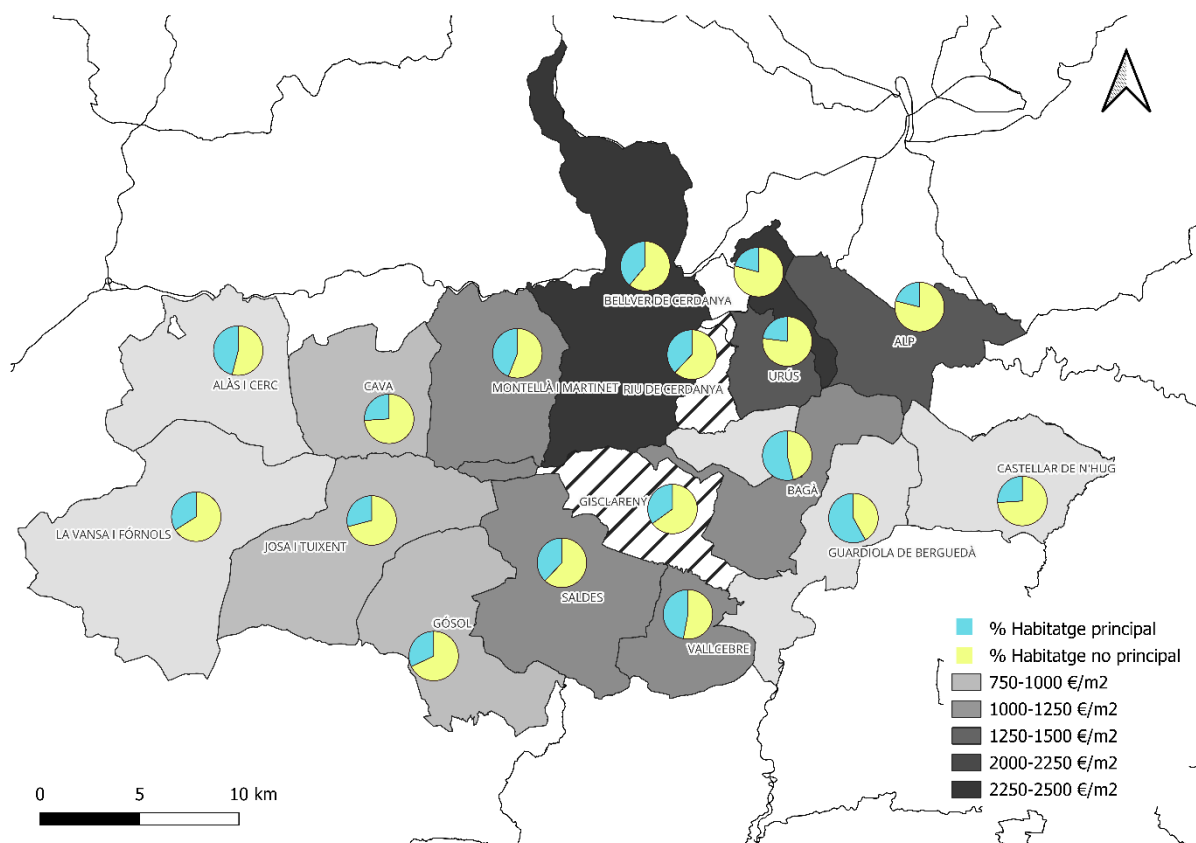 BELLVER DE CERDANYA
ALP
ALÀS I CERC
CAVA
MONTELLÀ I MARTINET
RIU DE CERDANYA
URÚS
CASTELLAR DE N'HUG
BAGÀ
GISCLARENY
LA VANSA I FÓRNOLS
JOSA I TUIXENT
GUARDIOLA DE BERGUEDÀ
SALDES
GÓSOL
VALLCEBRE
% Habitatge principal
% Habitatge no principal
750-1000 €/m2
1000-1250 €/m2
1250-1500 €/m2
2000-2250 €/m2
2250-2500 €/m2
0 5 10 km